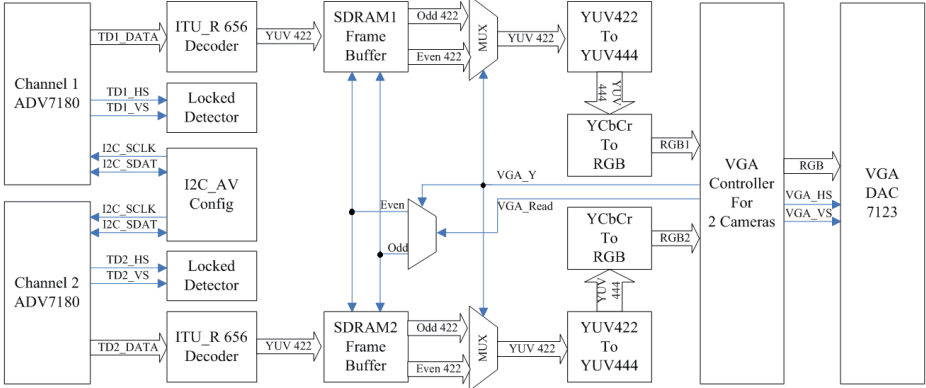 Channel 1
ADV7180
TD1_DATA
ITU_R 656
Decoder
YUV 422
SDRAM1
Frame
Buffer
Odd 422
Even 422
MUX
YUV 422
YUV422
To
YUV444
YUV
444
TD1_HS
TD1_VS
Locked
Detector
YCbCr
To
RGB
RGB1
I2C_SCLK
I2C_SDAT
I2C_AV
Config
I2C_SCLK
I2C_SDAT
VGA_Y
VGA_Read
Even
Odd
VGA
Controller
For
2 Cameras
RGB
VGA_HS
VGA_VS
VGA
DAC
7123
Channel 2
ADV7180
TD2_HS
TD2_VS
Locked
Detector
YCbCr
To
RGB
RGB2
YUV
444
TD2_DATA
ITU_R 656
Decoder
YUV 422
SDRAM2
Frame
Buffer
Odd 422
Even 422
MUX
YUV 422
YUV422
To
YUV444